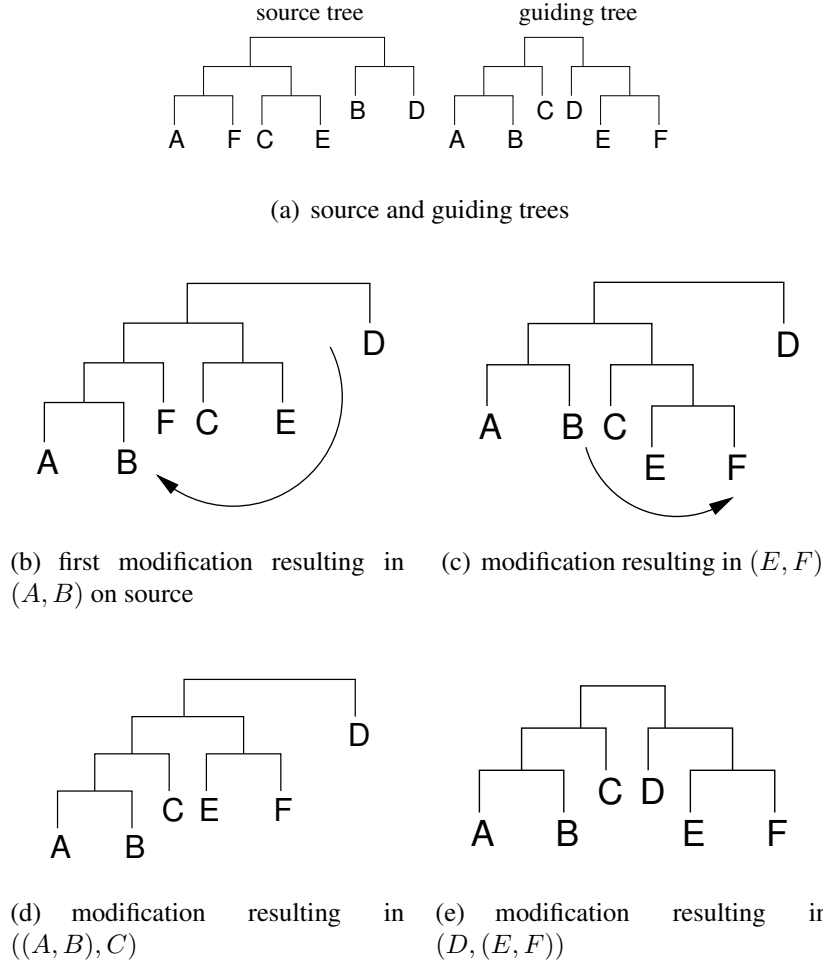 source tree guiding tree
B D C D
A F C E A B E F
(a) source and guiding trees
D
F C E
A B
D
A B C
E F
(b) first modification resulting in
(A, B) on source
(c) modification resulting in (E, F)
D
C E F
A B
C D
A B E F
(d) modification resulting in
((A, B), C)
(e) modification resulting in
(D, (E, F))